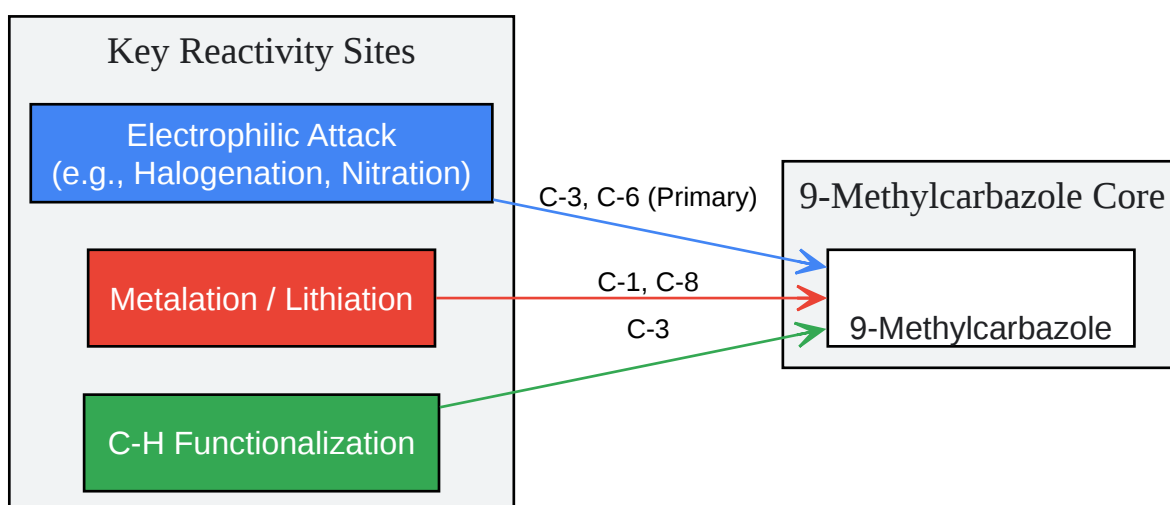 Key Reactivity Sites
Electrophilic Attack
(e.g., Halogenation, Nitration)
C-3, C-6 (Primary)
9-Methylcarbazole Core
Metalation / Lithiation
C-1, C-8
9-Methylcarbazole
C-3
C-H Functionalization